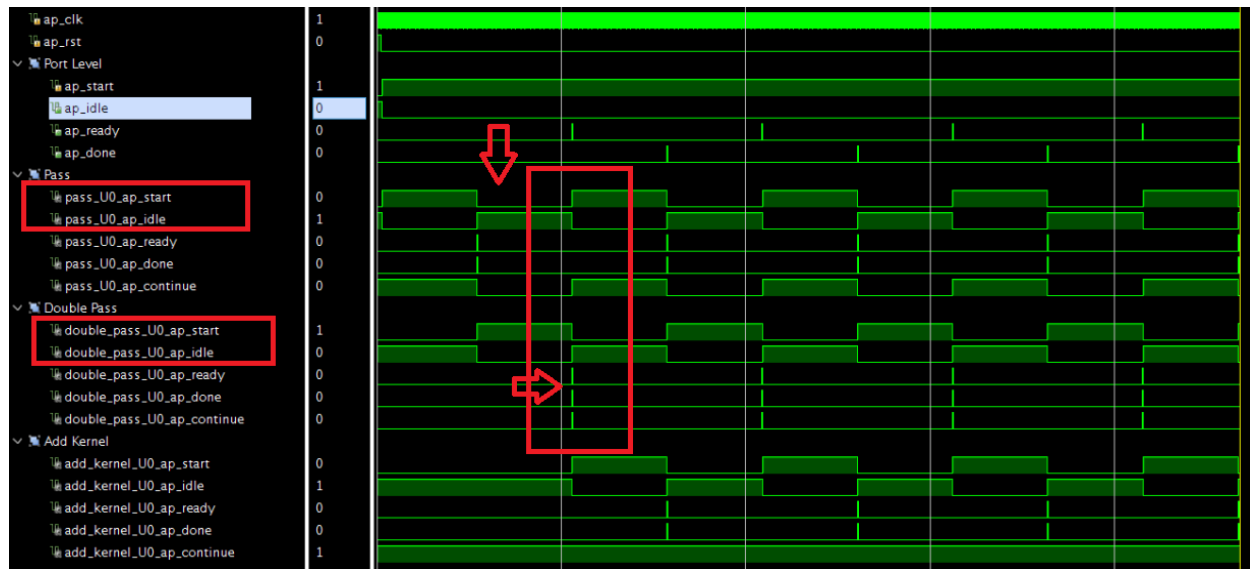 ap_clk 1
ap_rst 0
Port Level
ap_start 1
ap_idle 0
ap_ready 0
ap_done 0
Pass
pass_U0_ap_start 0
pass_U0_ap_idle 1
pass_U0_ap_ready 0
pass_U0_ap_done 0
pass_U0_ap_continue 0
Double Pass
double_pass_U0_ap_start 1
double_pass_U0_ap_idle 0
double_pass_U0_ap_ready 0
double_pass_U0_ap_done 0
double_pass_U0_ap_continue 0
Add Kernel
add_kernel_U0_ap_start 0
add_kernel_U0_ap_idle 1
add_kernel_U0_ap_ready 0
add_kernel_U0_ap_done 0
add_kernel_U0_ap_continue 1